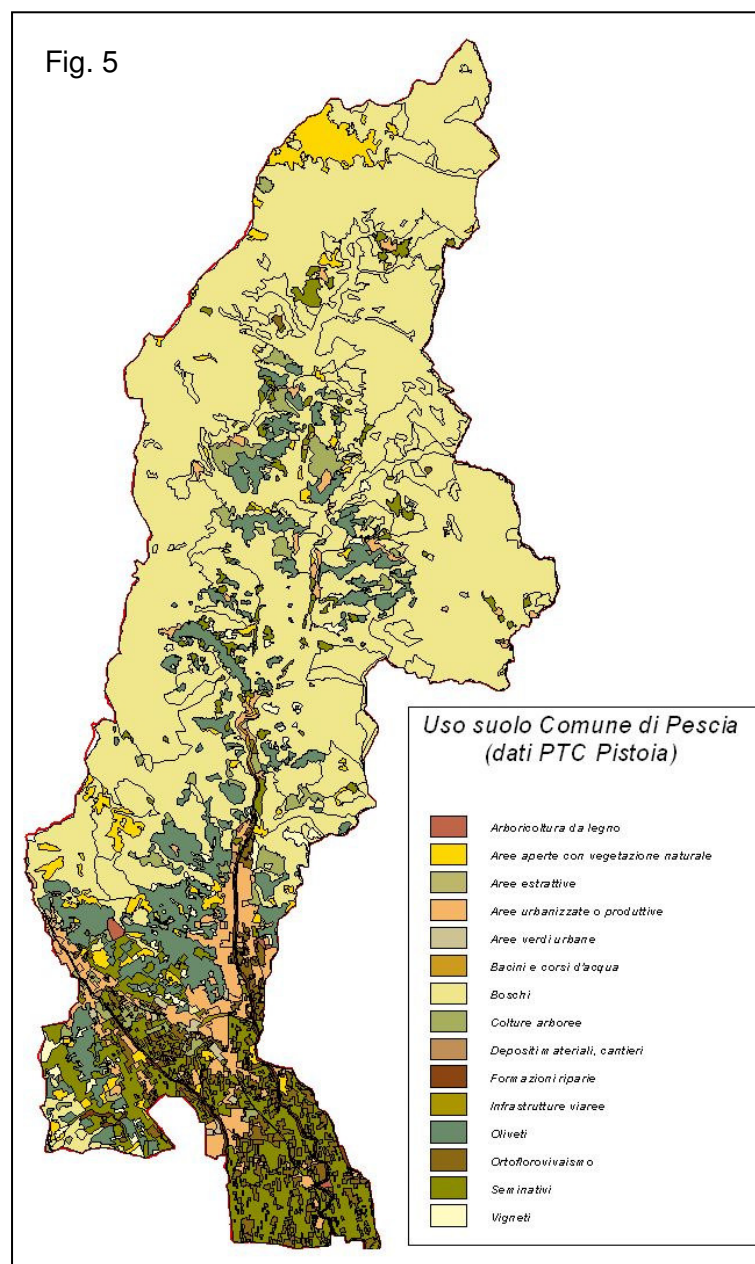 Fig. 5
Uso suolo Comune di Pescia
(dati PTC Pistoia)
Arboricoltura da legno
Aree aperte con vegetazione naturale
Aree estrattive
Aree urbanizzate o produttive
Aree verdi urbane
Bacini e corsi d'acqua
Boschi
Colture arboree
Depositi materiali, cantieri
Formazioni riparie
Infrastrutture viaree
Oliveti
Ortoflorovivaismo
Seminativi
Vigneti